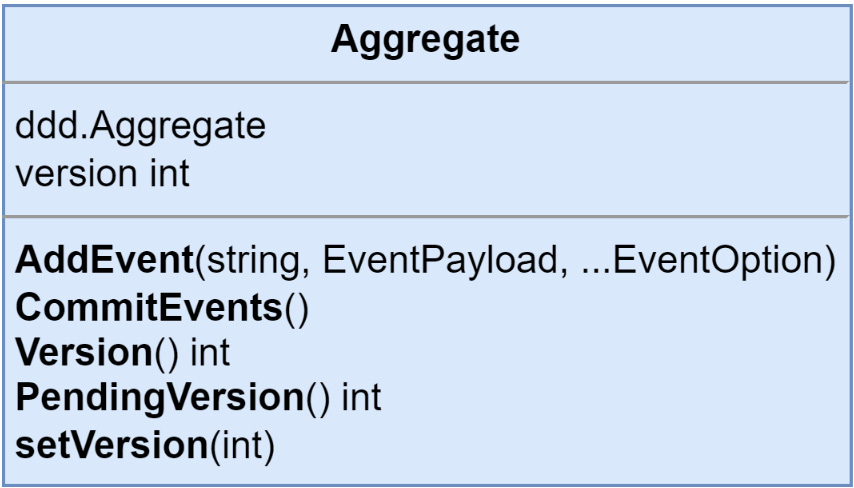 Aggregate
ddd.Aggregate
version int
AddEvent(string, EventPayload, ...EventOption)
CommitEvents()
Version() int
PendingVersion() int
setVersion(int)